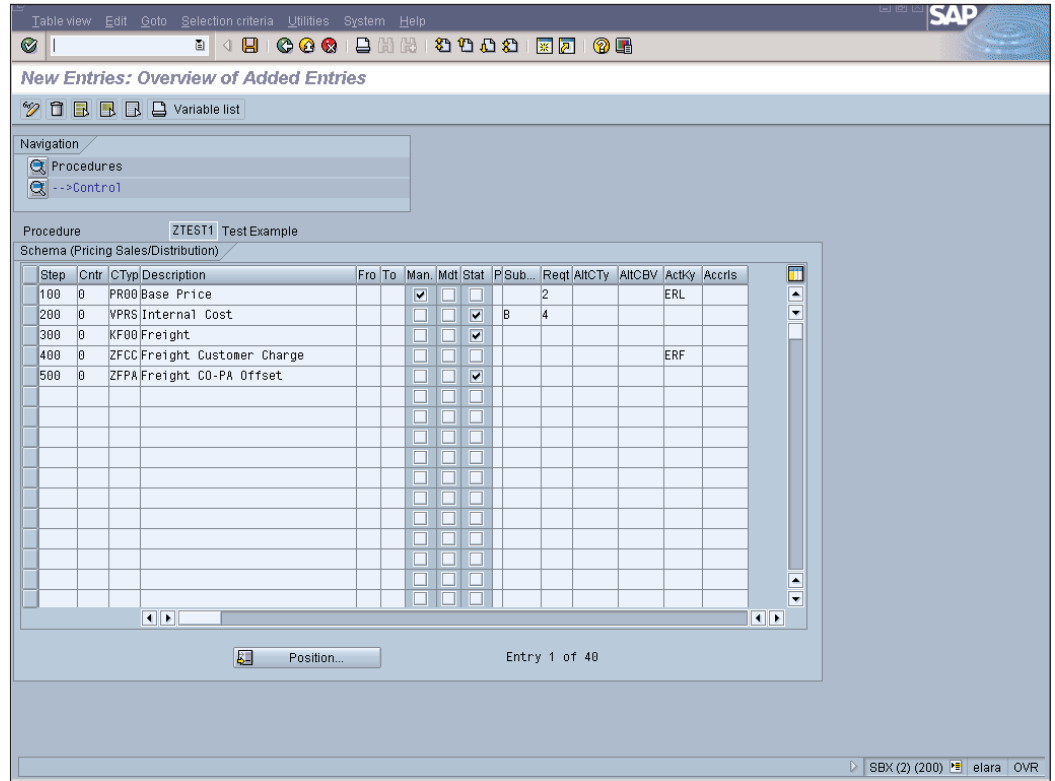 Table view Edit Goto Selection criteria Utilities System Help
SAP
New Entries: Overview of Added Entries
Variable list
Navigation
Procedures
-->Control
Procedure ZTEST1 Test Example
Schema (Pricing Sales/Distribution)
Step Cntr CTyp Description Fro To Man. Mdt Stat P Sub... Reqt AltCTy AltCBV ActKy Accrls
100 0 PR00 Base Price 2 ERL
200 0 VPRS Internal Cost B 4
300 0 KF00 Freight
400 0 ZFCC Freight Customer Charge ERF
500 0 ZFPA Freight CO-PA Offset
Position... Entry 1 of 40
SBX (2) (200) elara OVR